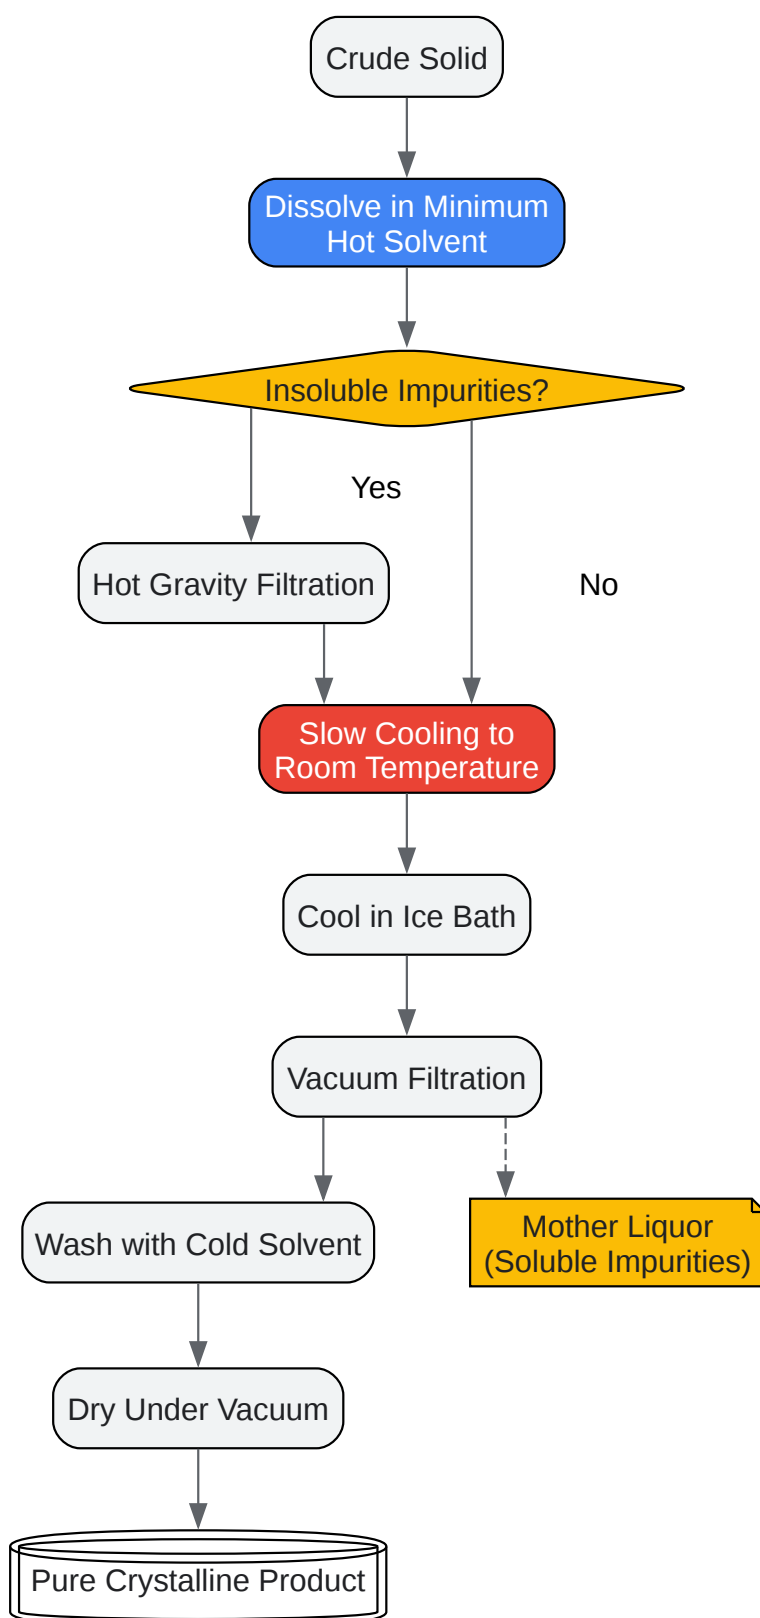 Crude Solid
Dissolve in Minimum
Hot Solvent
Insoluble Impurities?
Yes
Hot Gravity Filtration
No
Slow Cooling to
Room Temperature
Cool in Ice Bath
Vacuum Filtration
Wash with Cold Solvent
Mother Liquor
(Soluble Impurities)
Dry Under Vacuum
Pure Crystalline Product